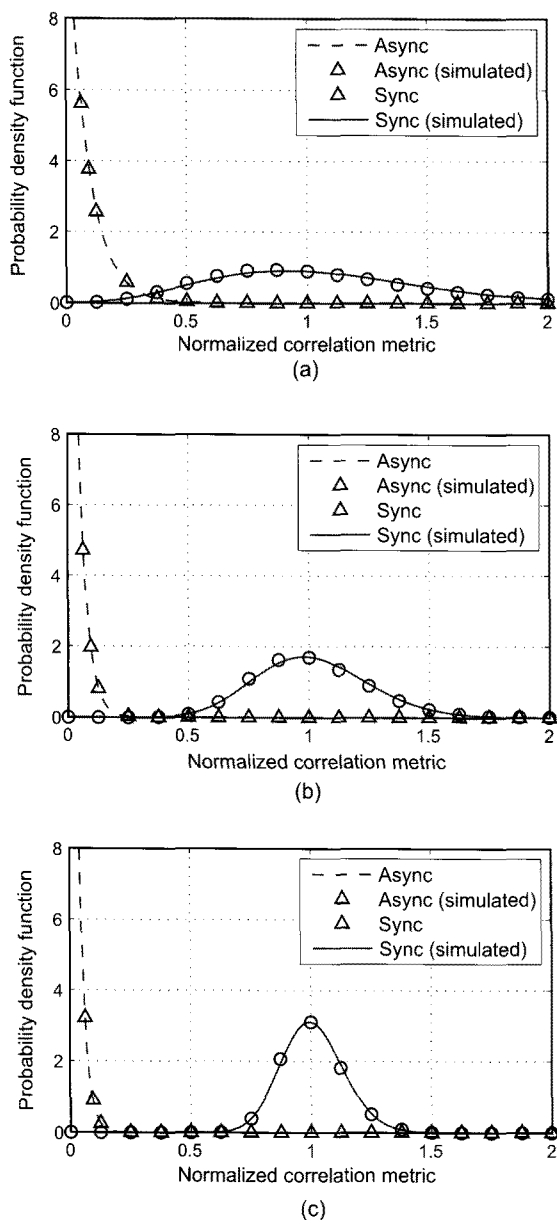 8
6
4
2
0
Probability density function
Async
Async (simulated)
Sync
Sync (simulated)
0 0.5 1 1.5 2
Normalized correlation metric
(a)
8
6
4
2
0
Probability density function
Async
Async (simulated)
Sync
Sync (simulated)
0 0.5 1 1.5 2
Normalized correlation metric
(b)
8
6
4
2
0
Probability density function
Async
Async (simulated)
Sync
Sync (simulated)
0 0.5 1 1.5 2
Normalized correlation metric
(c)